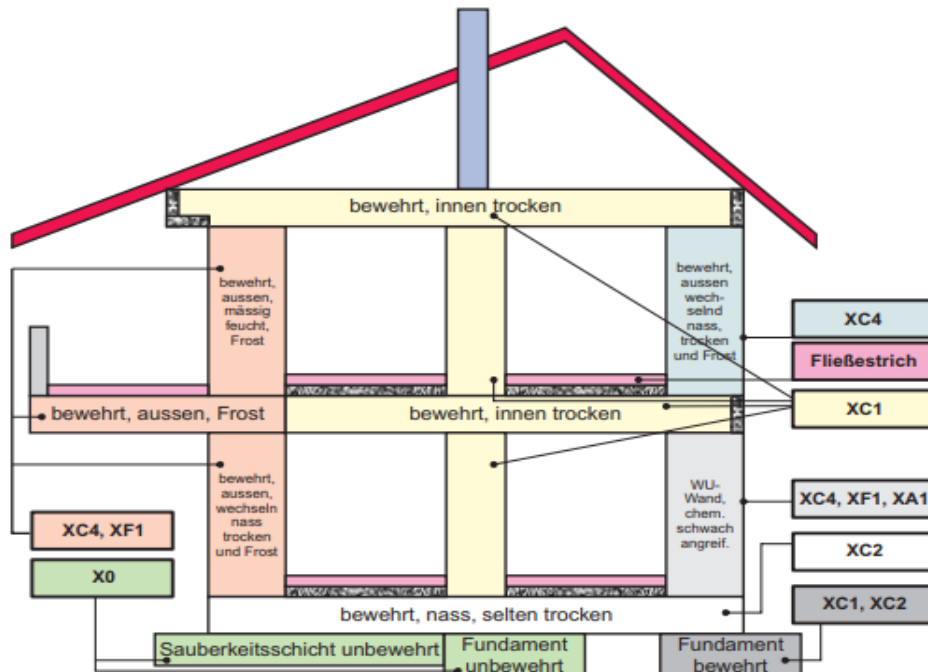 bewehrt, innen trocken
bewehrt,
aussen,
mässig
feucht,
Frost
bewehrt,
aussen
wech-
selnd
nass,
trocken
und Frost
XC4
Fließestrich
XC1
bewehrt, aussen, Frost
bewehrt, innen trocken
bewehrt,
aussen,
wechseln
nass
trocken
und Frost
WU-
Wand,
chem.
schwach
angreif.
XC4, XF1, XA1
XC4, XF1
XC2
X0
XC1, XC2
bewehrt, nass, selten trocken
Sauberkeitsschicht unbewehrt
Fundament
unbewehrt
Fundament
bewehrt